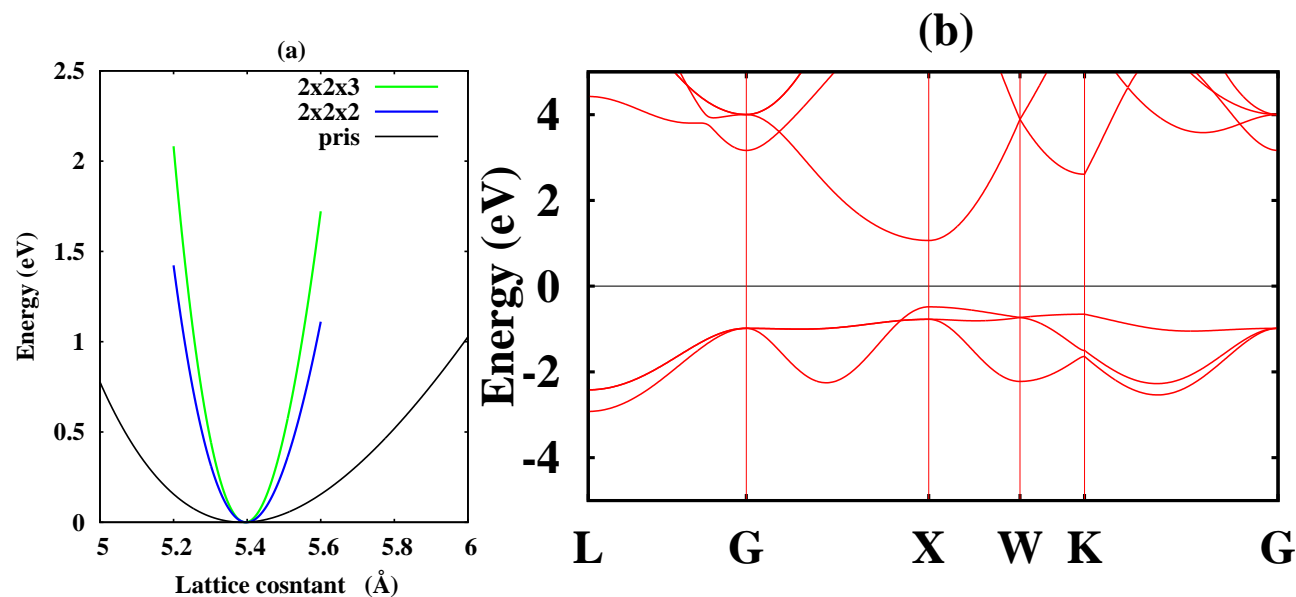 (a)
2.5
2
1.5
1
0.5
0
5
5.2
5.4
5.6
5.8
6
Energy (eV)
Lattice cosntant (Å)
2x2x3
2x2x2
pris
(b)
4
2
0
-2
-4
Energy (eV)
L
G
X
W
K
G